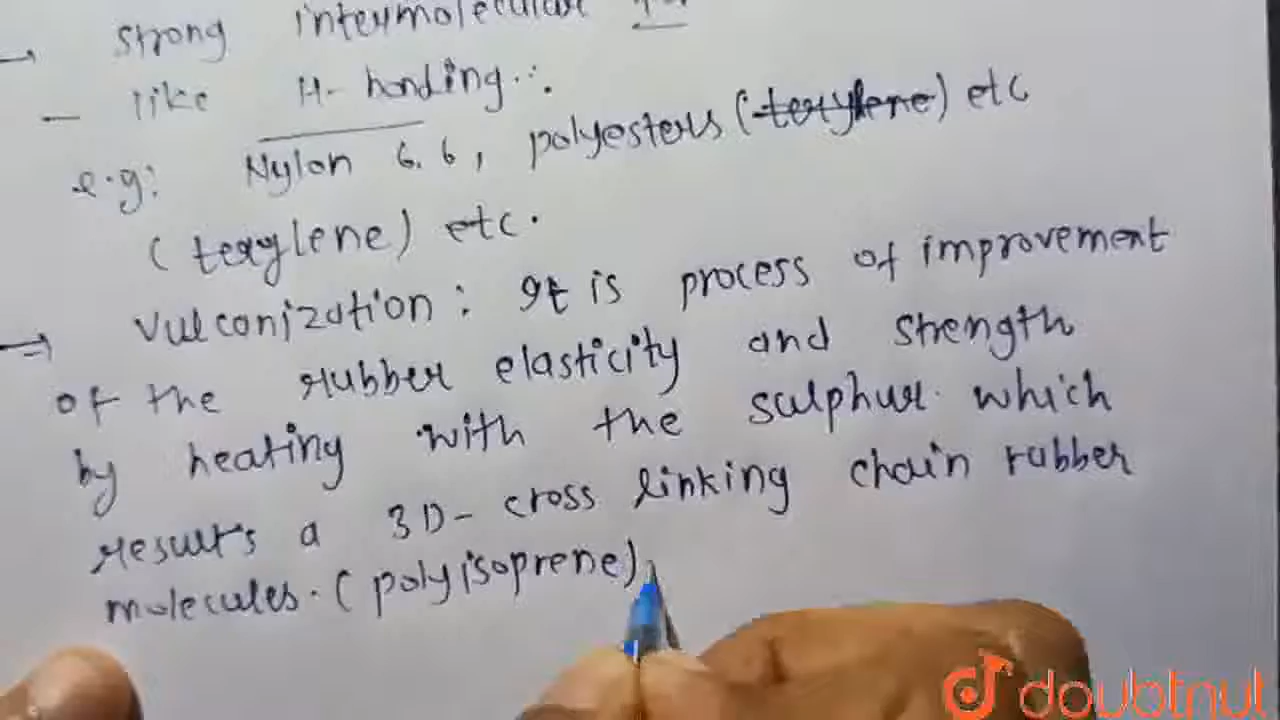 → strong intermolecular
- like H-bonding.∴
e.g: Nylon 6.6, polyesters (terylene) etc
(terylene) etc.
⇒ Vulconization: It is process of improvement
of the rubber elasticity and strength
by heating with the sulphur. which
results a 3D-cross linking chain rubber
molecules. (polyisoprene)
doubtnut